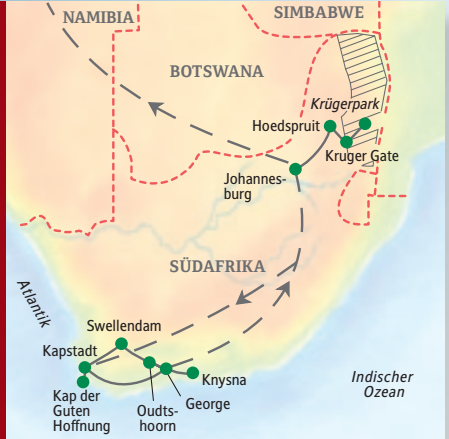 NAMIBIA
SIMBABWE
BOTSWANA
Krügerpark
Hoedspruit
Kruger Gate
Johannes-
burg
SÜDAFRIKA
Atlantik
Swellendam
Kapstadt
Knysna
Indischer
Ozean
Kap der
Guten
Hoffnung
Oudts-
hoorn
George